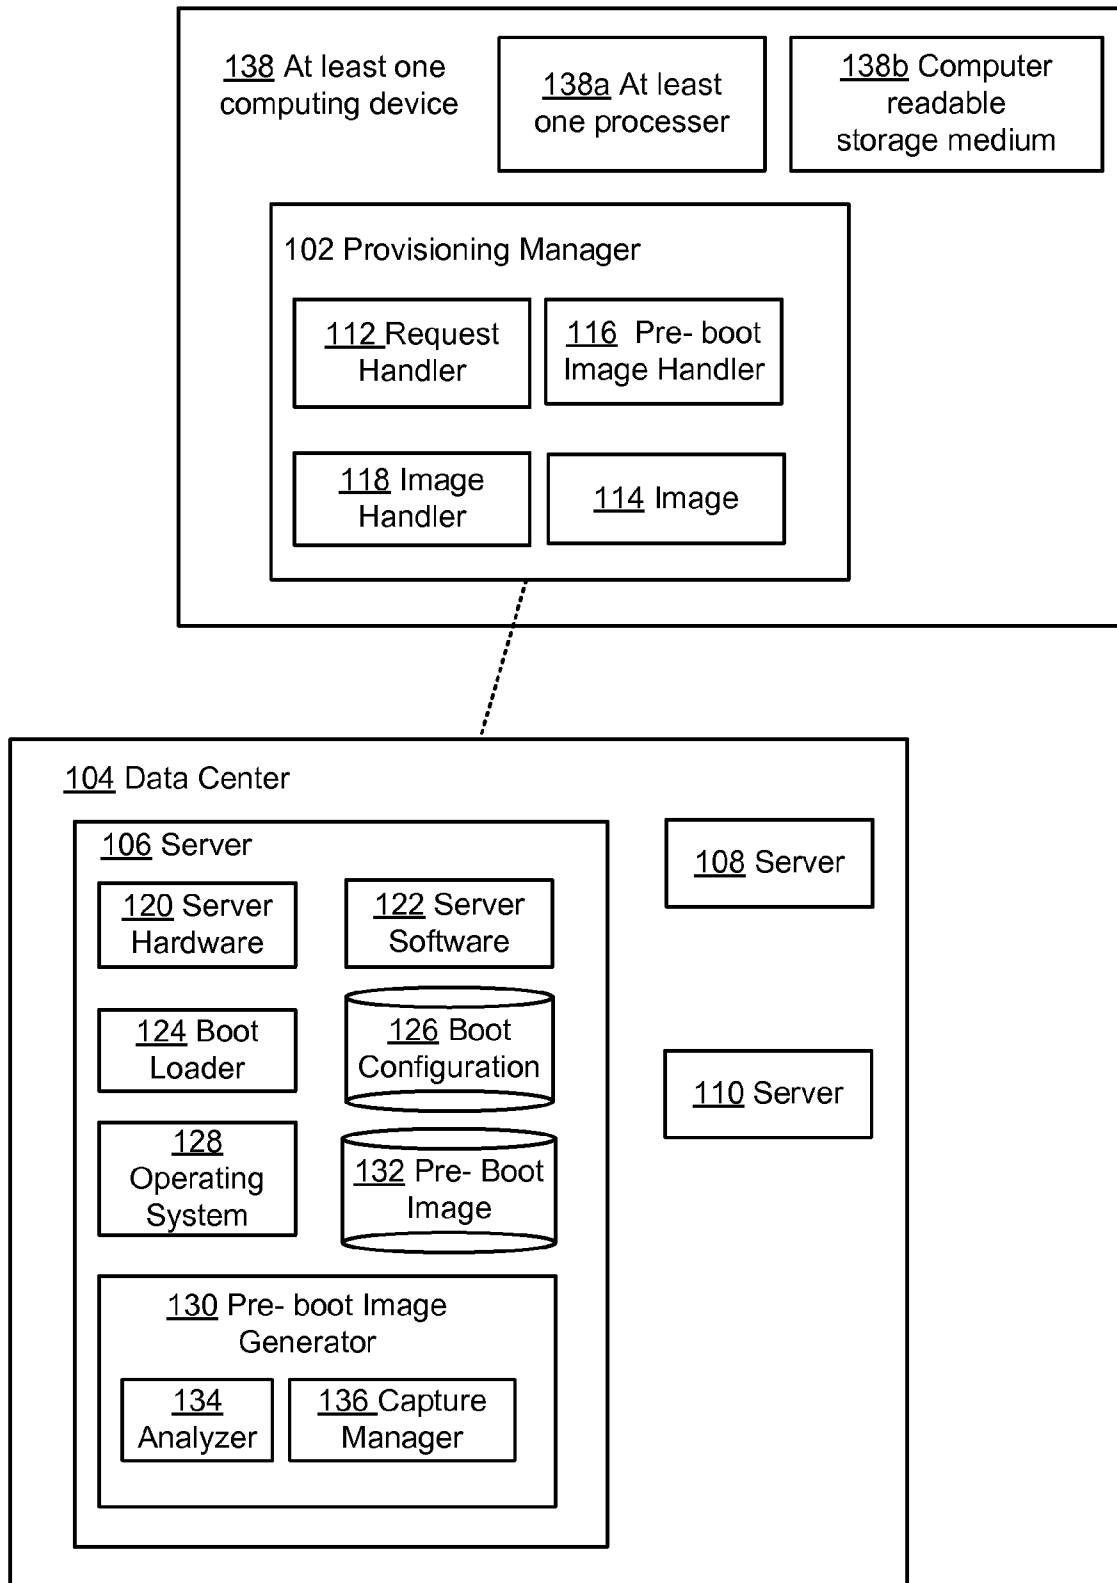 138 At least one
computing device
138a At least
one processer
138b Computer
readable
storage medium
102 Provisioning Manager
112 Request
Handler
116 Pre- boot
Image Handler
118 Image
Handler
114 Image
104 Data Center
106 Server
108 Server
120 Server
Hardware
122 Server
Software
124 Boot
Loader
126 Boot
Configuration
110 Server
128
Operating
System
132 Pre- Boot
Image
130 Pre- boot Image
Generator
134
Analyzer
136 Capture
Manager